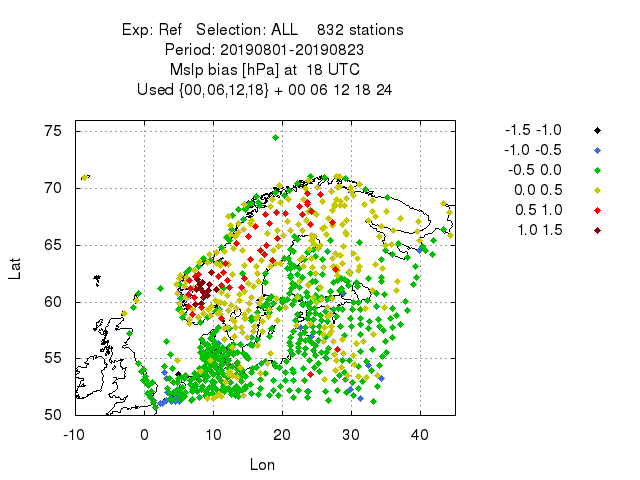 Exp: Ref   Selection: ALL    832 stations
Period: 20190801-20190823
Mslp bias [hPa] at  18 UTC
Used {00,06,12,18} + 00 06 12 18 24
-1.5 -1.0
-1.0 -0.5
-0.5 0.0
0.0 0.5
0.5 1.0
1.0 1.5
Lat
75
70
65
60
55
50
-10 0 10 20 30 40
Lon